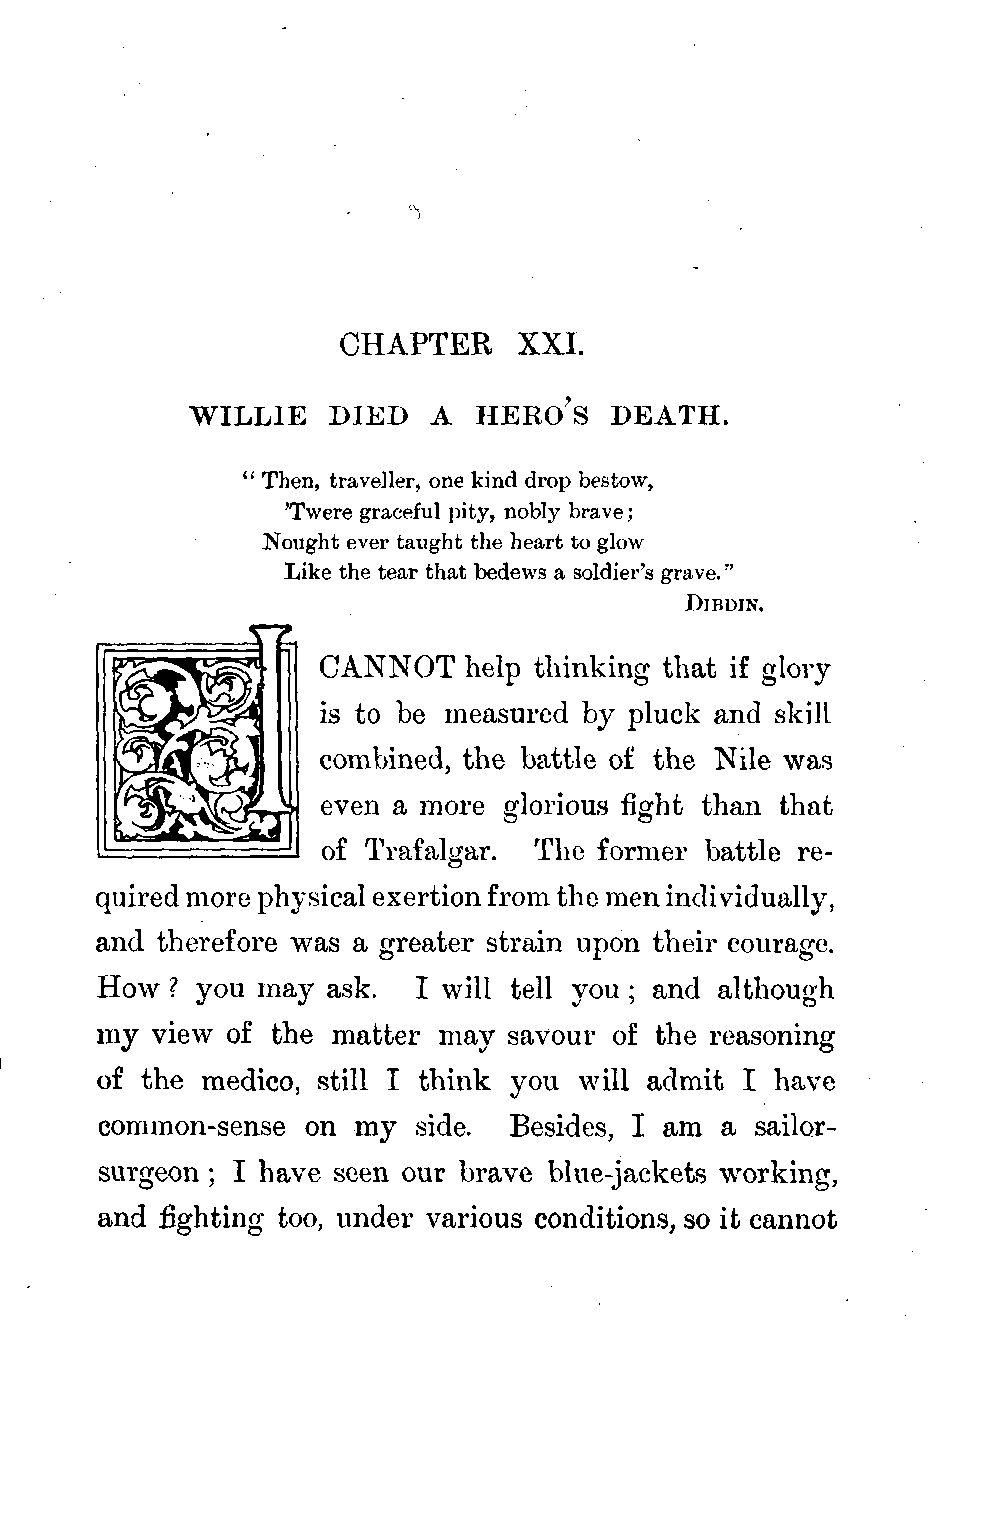 CHAPTER XXI.
WILLIE DIED A HERO'S DEATH.
" Then, traveller, one kind drop bestow,
'Twere graceful pity, nobly brave;
Nought ever taught the heart to glow
Like the tear that bedews a soldier's grave."
DIBDIN.
I CANNOT help thinking that if glory
is to be measured by pluck and skill
combined, the battle of the Nile was
even a more glorious fight than that
of Trafalgar. The former battle re-
quired more physical exertion from the men individually,
and therefore was a greater strain upon their courage.
How ? you may ask. I will tell you ; and although
my view of the matter may savour of the reasoning
of the medico, still I think you will admit I have
common-sense on my side. Besides, I am a sailor-
surgeon ; I have seen our brave blue-jackets working,
and fighting too, under various conditions, so it cannot